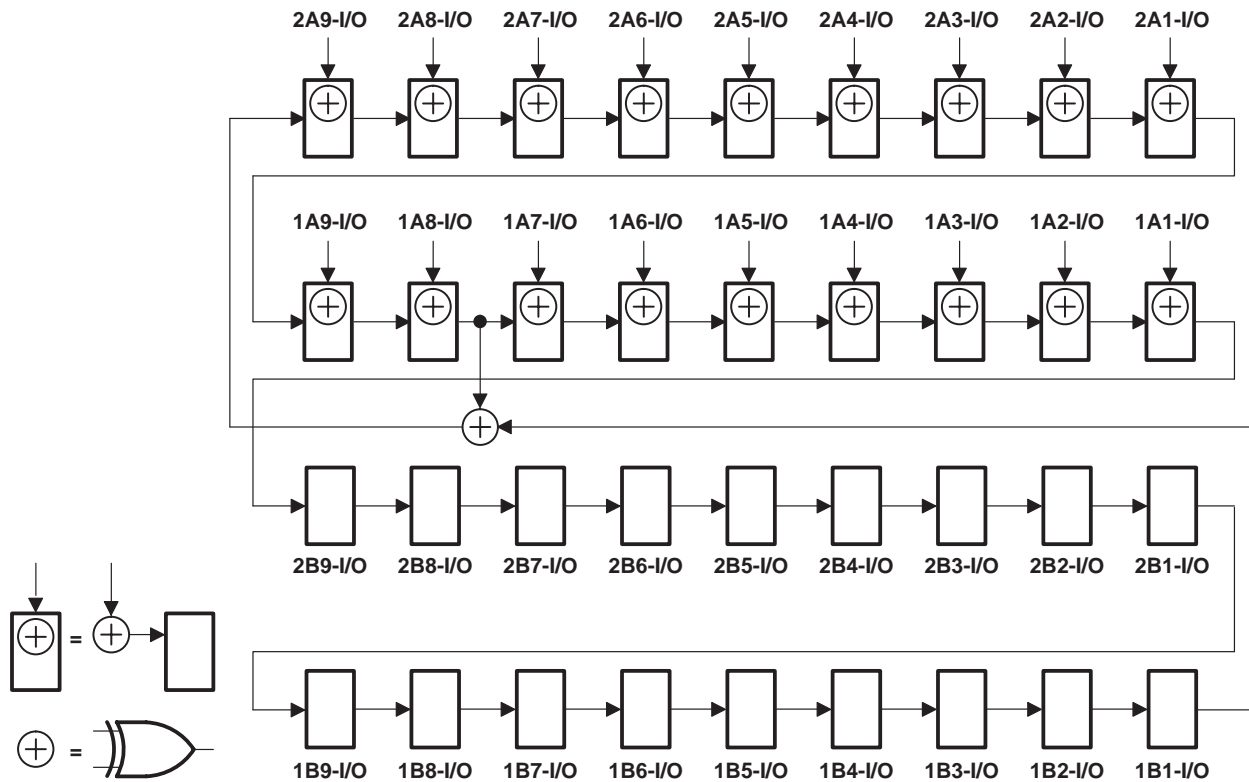 2A9-I/O 2A8-I/O 2A7-I/O 2A6-I/O 2A5-I/O 2A4-I/O 2A3-I/O 2A2-I/O 2A1-I/O
1A9-I/O 1A8-I/O 1A7-I/O 1A6-I/O 1A5-I/O 1A4-I/O 1A3-I/O 1A2-I/O 1A1-I/O
2B9-I/O 2B8-I/O 2B7-I/O 2B6-I/O 2B5-I/O 2B4-I/O 2B3-I/O 2B2-I/O 2B1-I/O
=
=
1B9-I/O 1B8-I/O 1B7-I/O 1B6-I/O 1B5-I/O 1B4-I/O 1B3-I/O 1B2-I/O 1B1-I/O